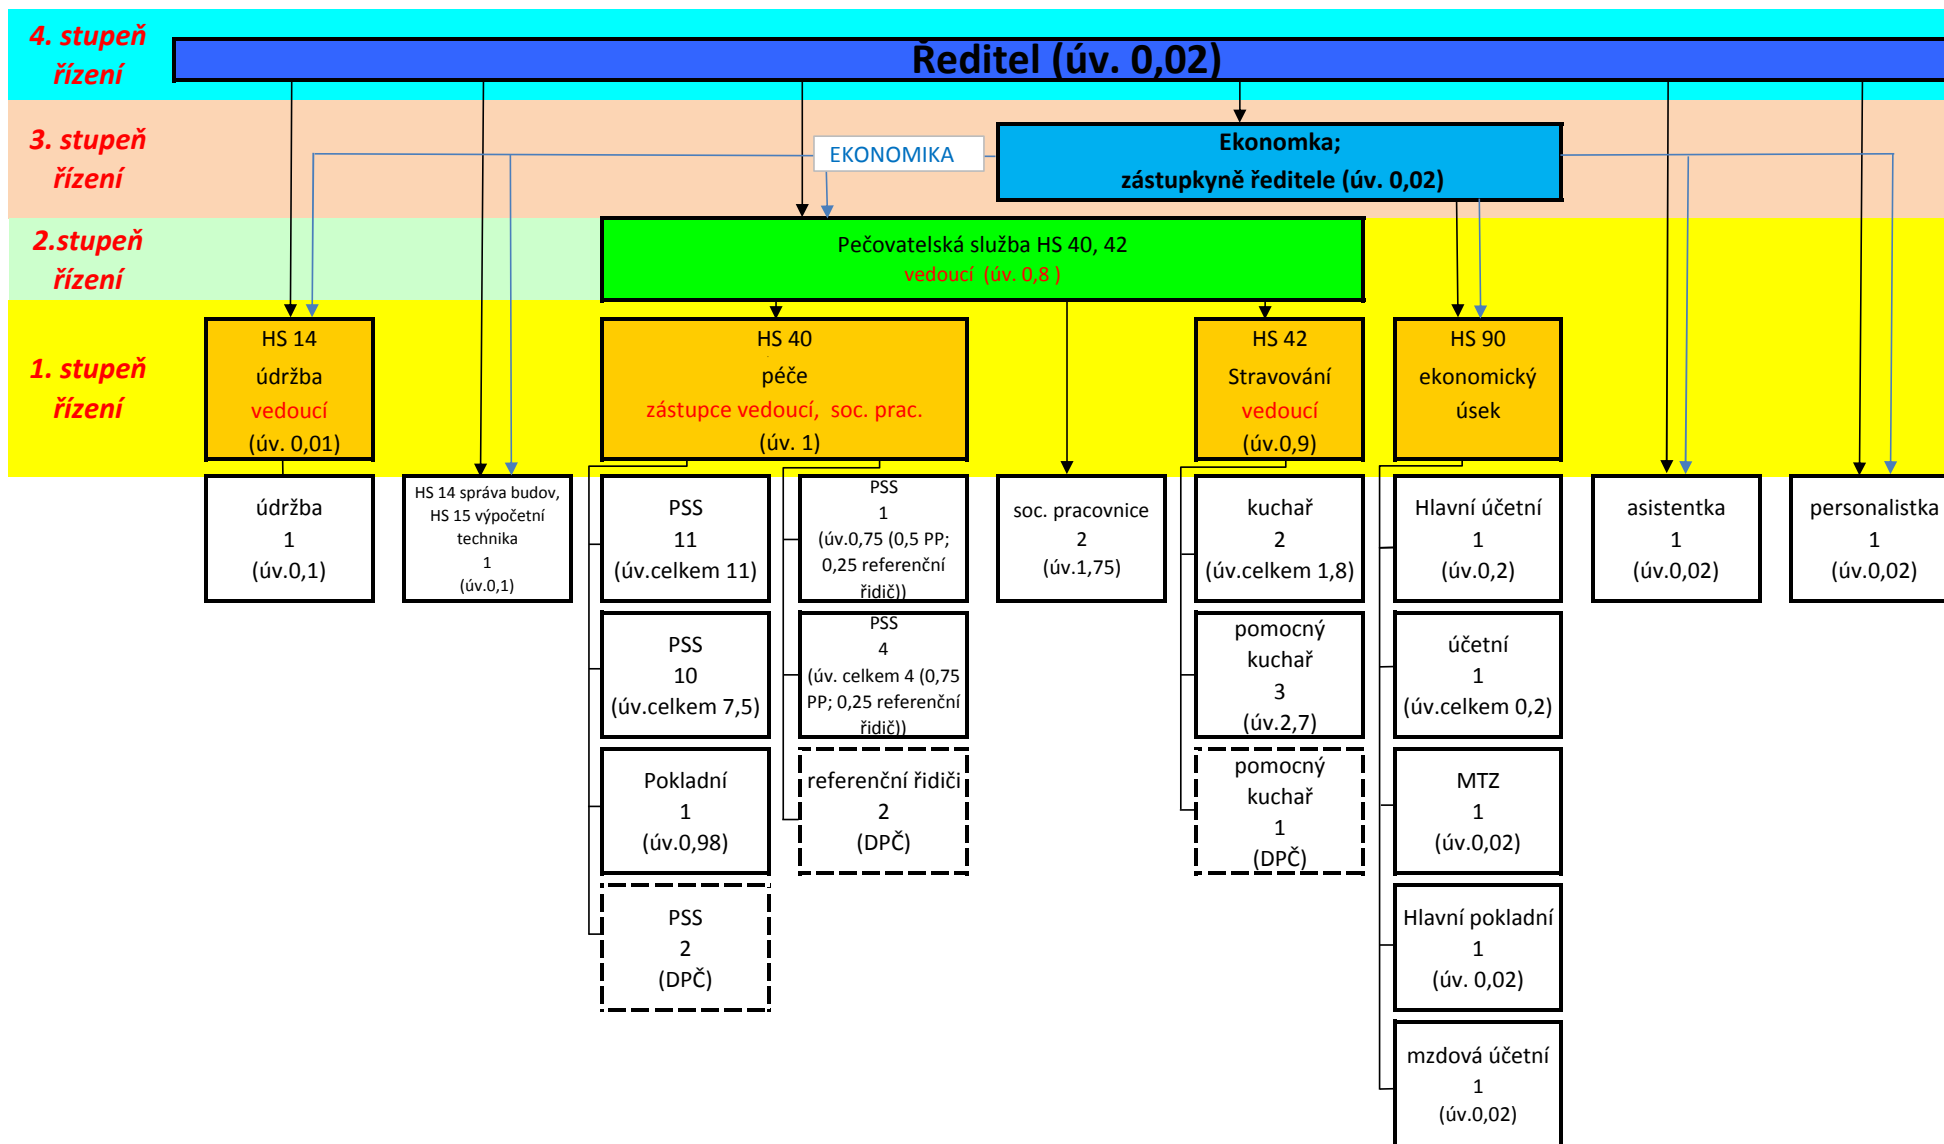 4. stupeň
řízení
Ředitel (úv. 0,02)
3. stupeň
řízení
EKONOMIKA
Ekonomka;
zástupkyně ředitele (úv. 0,02)
2.stupeň
řízení
Pečovatelská služba HS 40, 42
vedoucí (úv. 0,8 )
1. stupeň
řízení
HS 14
údržba
vedoucí
(úv. 0,01)
HS 40
péče
zástupce vedoucí, soc. prac.
(úv. 1)
HS 42
Stravování
vedoucí
(úv.0,9)
HS 90
ekonomický
úsek
údržba
1
(úv.0,1)
HS 14 správa budov,
HS 15 výpočetní
technika
1
(úv.0,1)
PSS
11
(úv.celkem 11)
PSS
1
(úv.0,75 (0,5 PP;
0,25 referenční
řidič))
soc. pracovnice
2
(úv.1,75)
kuchař
2
(úv.celkem 1,8)
Hlavní účetní
1
(úv.0,2)
asistentka
1
(úv.0,02)
personalistka
1
(úv.0,02)
PSS
10
(úv.celkem 7,5)
PSS
4
(úv. celkem 4 (0,75
PP; 0,25 referenční
řidič))
pomocný
kuchař
3
(úv.2,7)
účetní
1
(úv.celkem 0,2)
Pokladní
1
(úv.0,98)
referenční řidiči
2
(DPČ)
pomocný
kuchař
1
(DPČ)
MTZ
1
(úv.0,02)
PSS
2
(DPČ)
Hlavní pokladní
1
(úv. 0,02)
mzdová účetní
1
(úv.0,02)